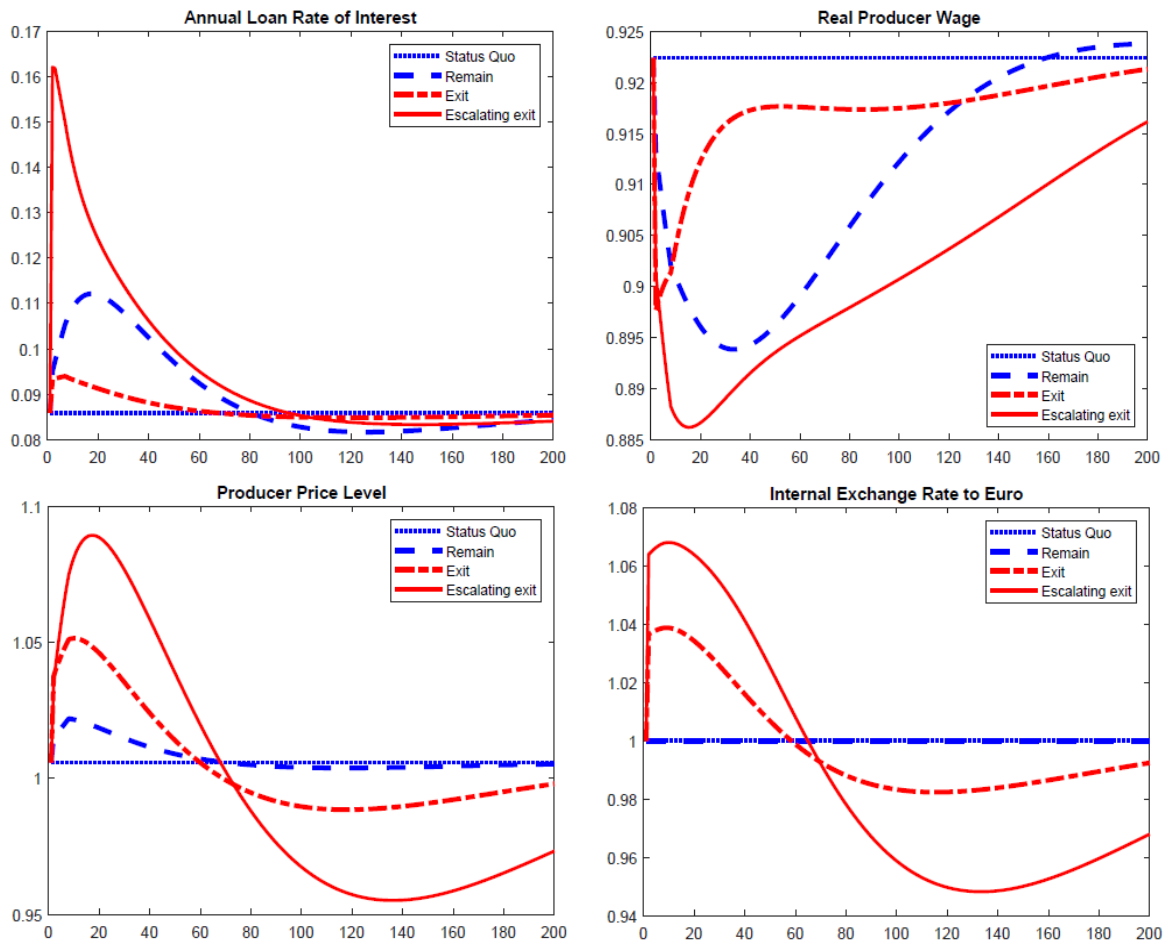 Annual Loan Rate of Interest
0.17
0.16
0.15
0.14
0.13
0.12
0.11
0.1
0.09
0.08
0 20 40 60 80 100 120 140 160 180 200
Status Quo
Remain
Exit
Escalating exit
Real Producer Wage
0.925
0.92
0.915
0.91
0.905
0.9
0.895
0.89
0.885
0 20 40 60 80 100 120 140 160 180 200
Status Quo
Remain
Exit
Escalating exit
Producer Price Level
1.1
1.05
1
0.95
0 20 40 60 80 100 120 140 160 180 200
Status Quo
Remain
Exit
Escalating exit
Internal Exchange Rate to Euro
1.08
1.06
1.04
1.02
1
0.98
0.96
0.94
0 20 40 60 80 100 120 140 160 180 200
Status Quo
Remain
Exit
Escalating exit